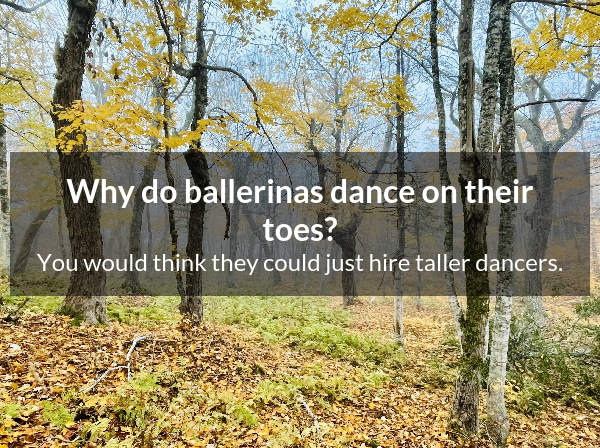 Why do ballerinas dance on their
toes?
You would think they could just hire taller dancers.